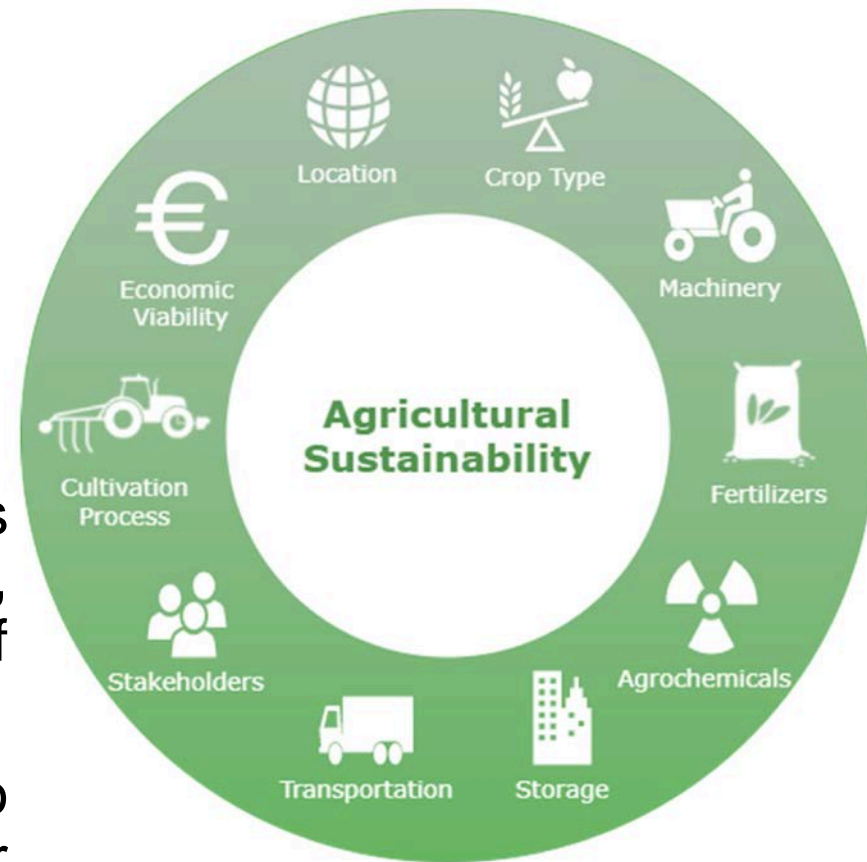 Location
Crop Type
Economic
Viability
Machinery
Agricultural
Sustainability
Cultivation
Process
Fertilizers
Stakeholders
Agrochemicals
Transportation
Storage